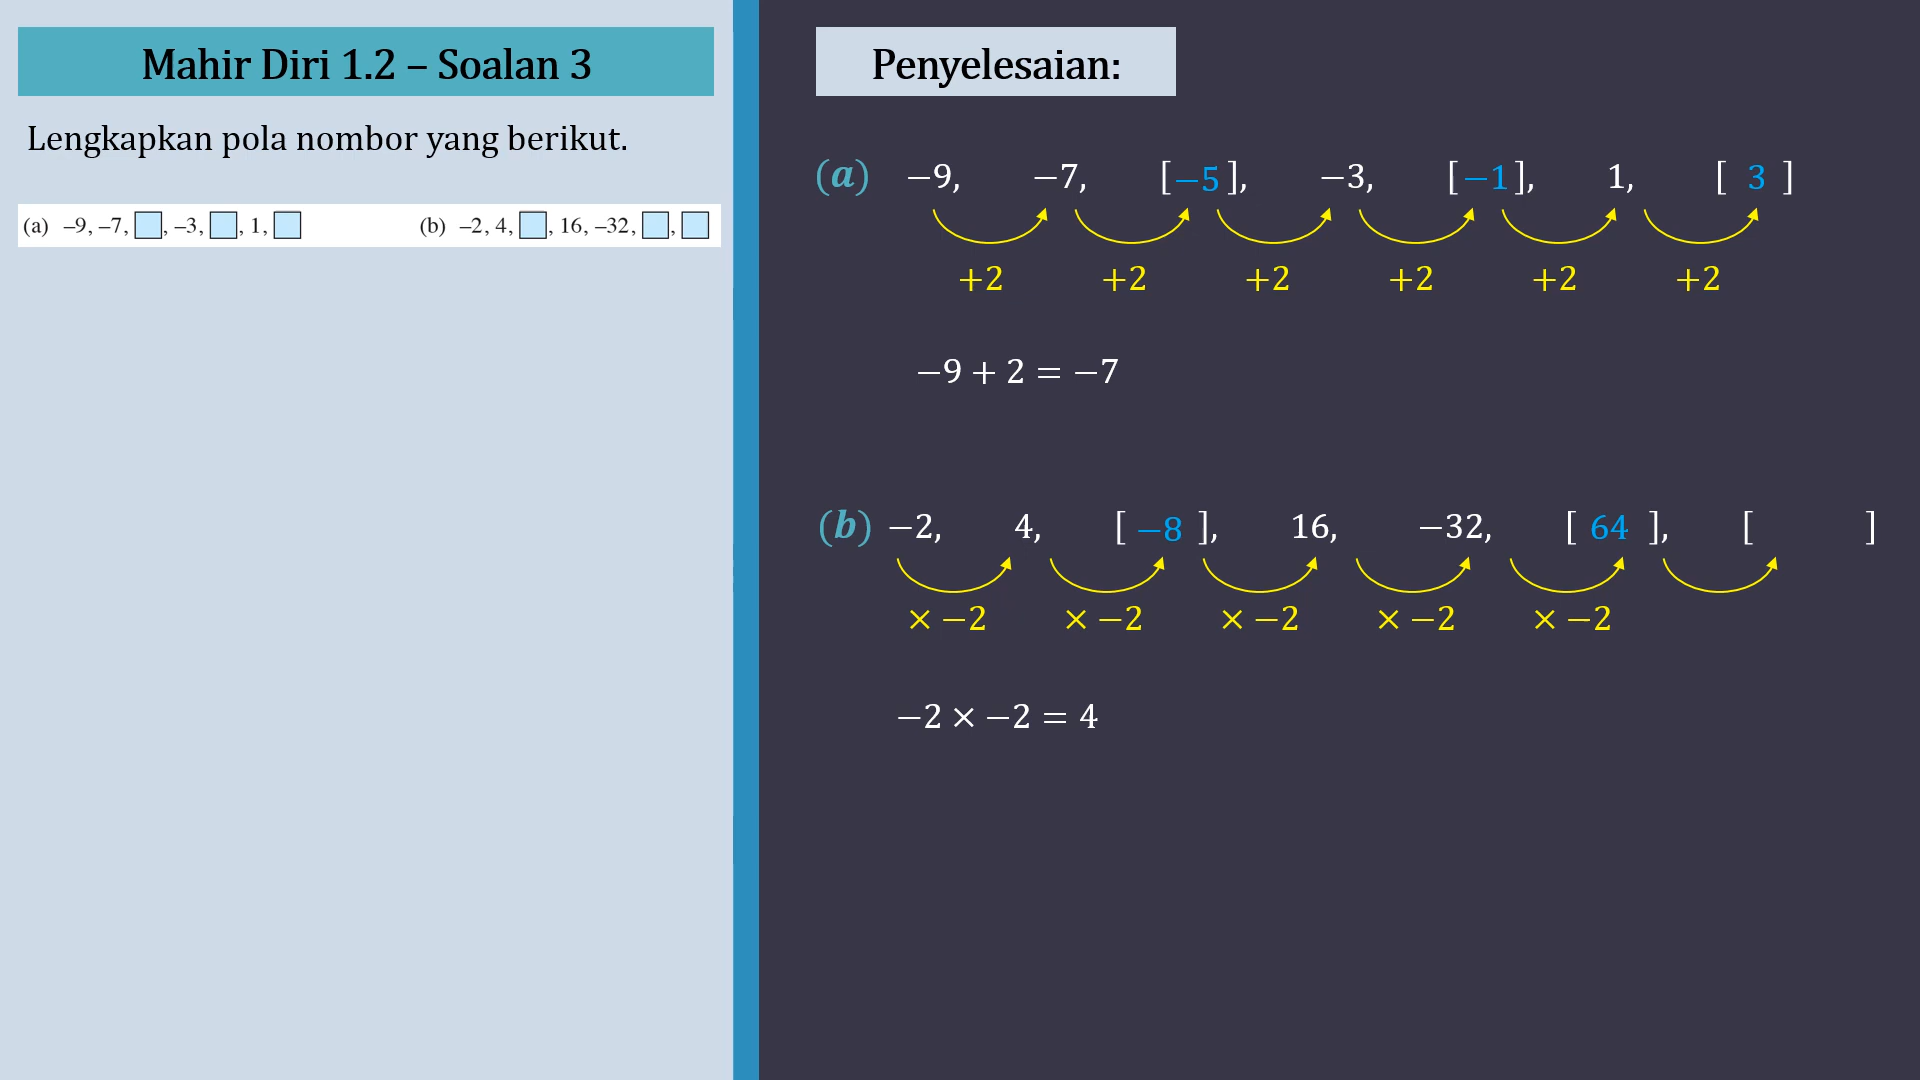 Mahir Diri 1.2 – Soalan 3
Lengkapkan pola nombor yang berikut.
(a) –9, –7, □, –3, □, 1, □ (b) –2, 4, □, 16, –32, □, □
Penyelesaian:
(a) −9, −7, [−5], −3, [−1], 1, [ 3 ]
+2 +2 +2 +2 +2 +2
−9 + 2 = −7
(b) −2, 4, [ −8 ], 16, −32, [ 64 ], [ ]
× −2 × −2 × −2 × −2 × −2
−2 × −2 = 4